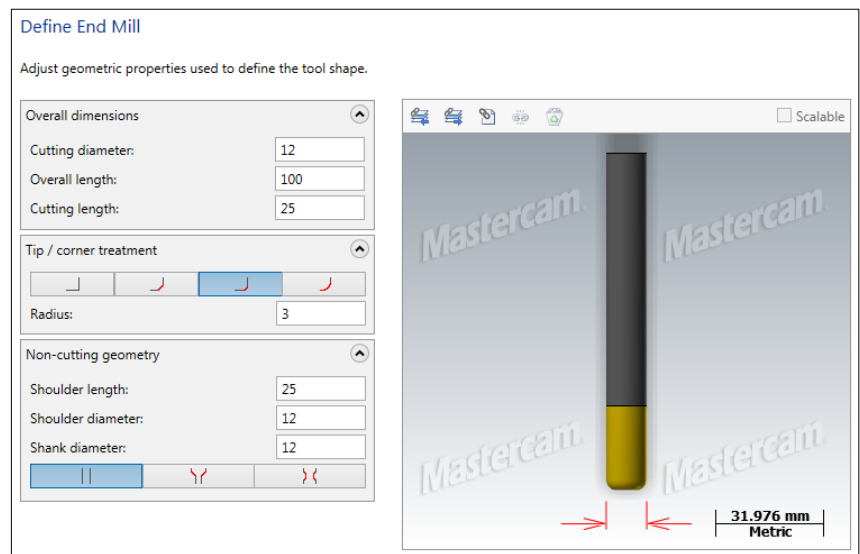 Define End Mill
Adjust geometric properties used to define the tool shape.
Overall dimensions
Cutting diameter: 12
Overall length: 100
Cutting length: 25
Tip / corner treatment
Radius: 3
Non-cutting geometry
Shoulder length: 25
Shoulder diameter: 12
Shank diameter: 12
Scalable
Mastercam.
Mastercam.
Mastercam.
Mastercam.
31.976 mm
Metric